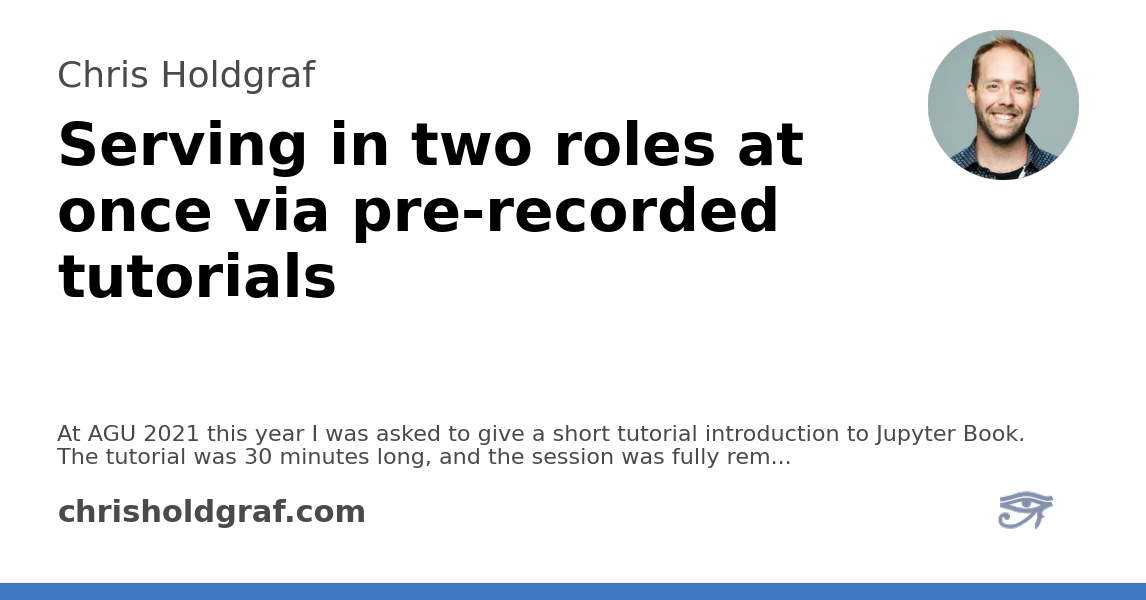 Chris Holdgraf
Serving in two roles at
once via pre-recorded
tutorials
At AGU 2021 this year I was asked to give a short tutorial introduction to Jupyter Book.
The tutorial was 30 minutes long, and the session was fully rem...
chrisholdgraf.com